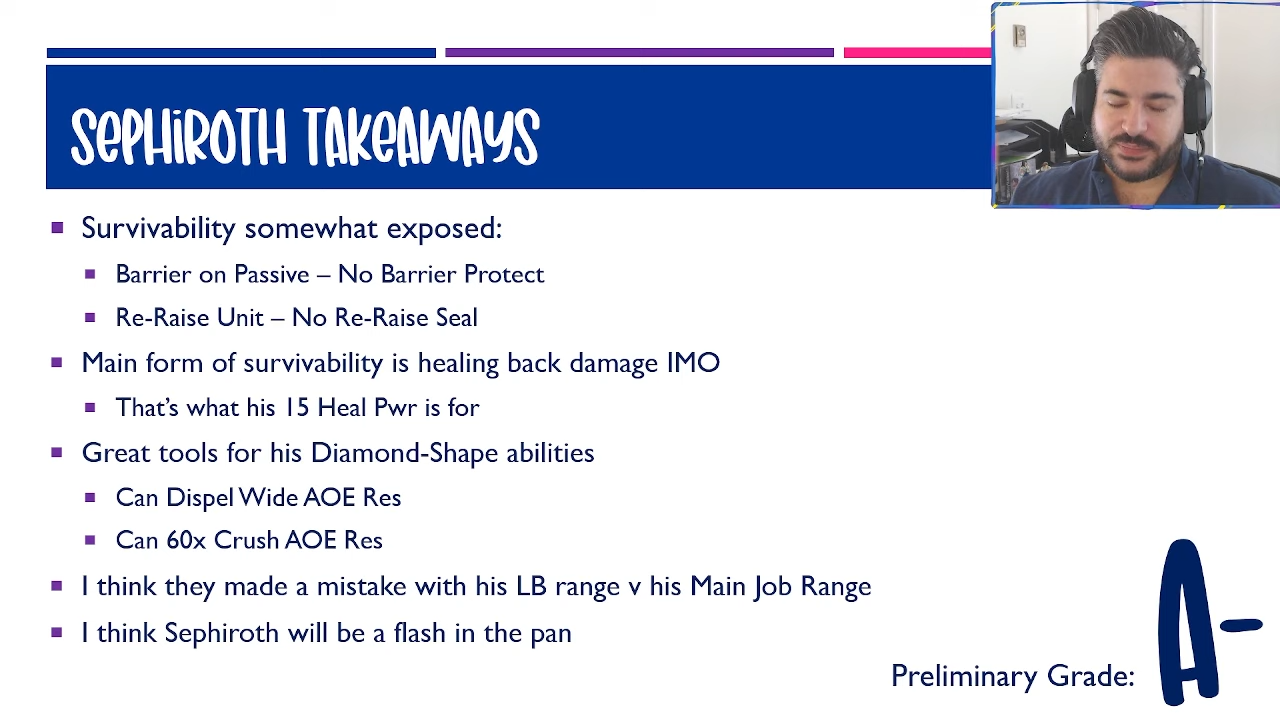 SEPHIROTH TAKEAWAYS
Survivability somewhat exposed:
Barrier on Passive – No Barrier Protect
Re-Raise Unit – No Re-Raise Seal
Main form of survivability is healing back damage IMO
That's what his 15 Heal Pwr is for
Great tools for his Diamond-Shape abilities
Can Dispel Wide AOE Res
Can 60x Crush AOE Res
I think they made a mistake with his LB range v his Main Job Range
I think Sephiroth will be a flash in the pan
Preliminary Grade: A-